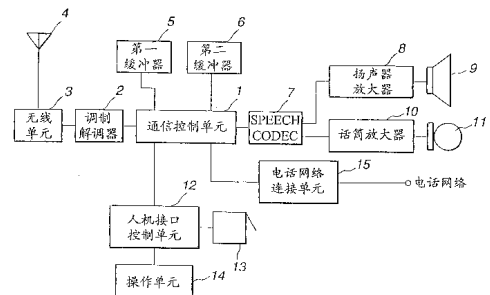 4
5
6
第一
缓冲器
第二
缓冲器
8
扬声器
放大器
9
3
2
1
7
无线
单元
调制
解调器
通信控制单元
SPEECH
CODEC
10
话筒放大器
11
15
电话网络
连接单元
电话网络
12
人机接口
控制单元
13
操作单元
14